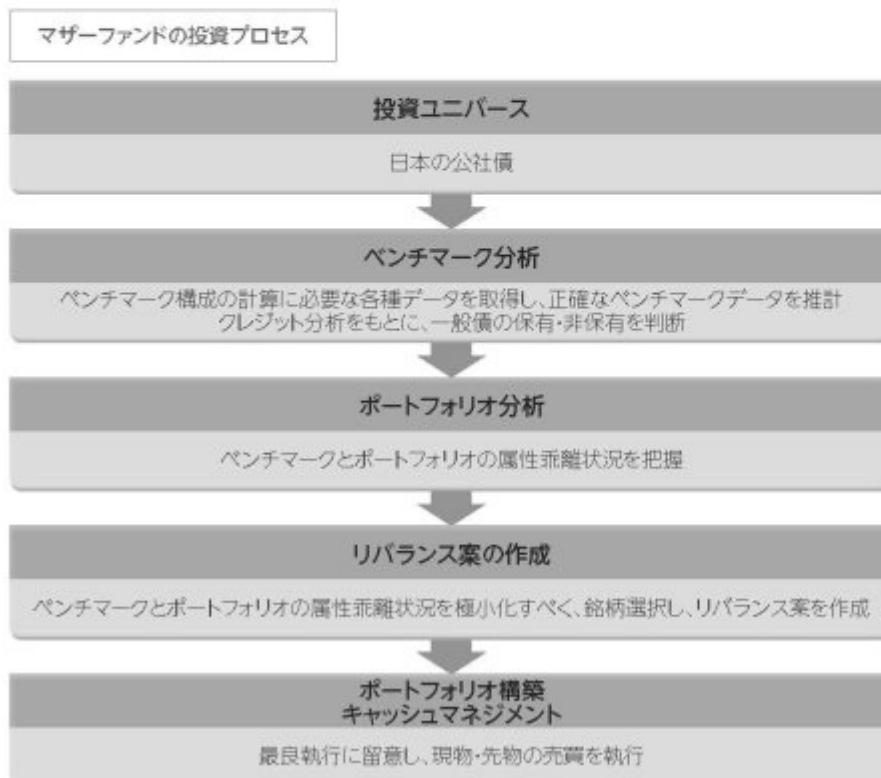 マザーファンドの投資プロセス
投資ユニバース
日本の公社債
ベンチマーク分析
ベンチマーク構成の計算に必要な各種データを取得し、正確なベンチマークデータを推計
クレジット分析をもとに、一般債の保有・非保有を判断
ポートフォリオ分析
ベンチマークとポートフォリオの属性乖離状況を把握
リバランス案の作成
ベンチマークとポートフォリオの属性乖離状況を極小化すべく、銘柄選択し、リバランス案を作成
ポートフォリオ構築
キャッシュマネジメント
最良執行に留意し、現物・先物の売買を執行